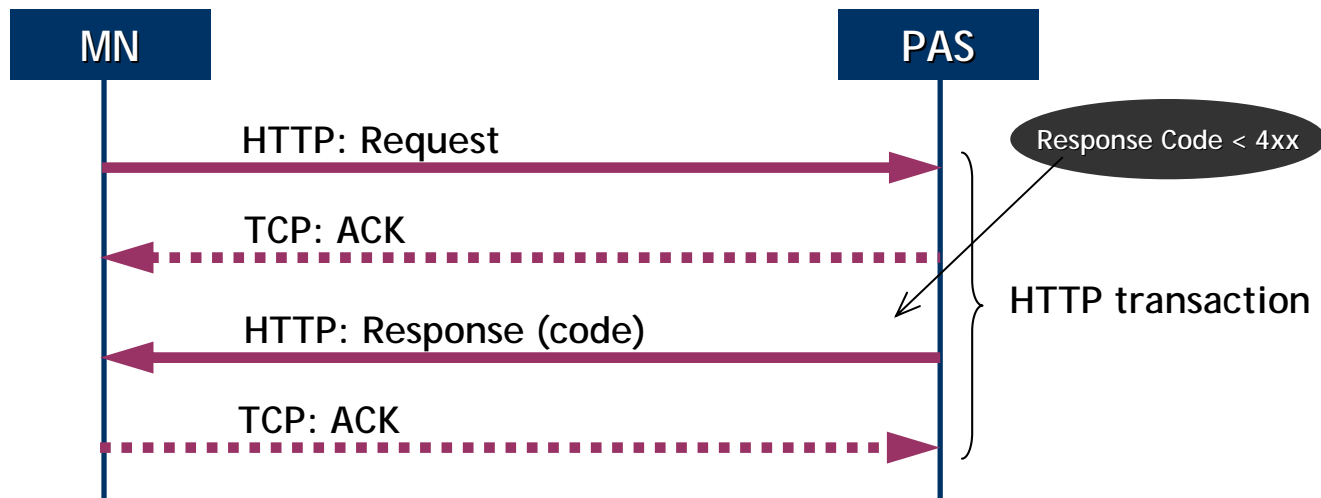 MN
PAS
HTTP: Request
Response Code < 4xx
TCP: ACK
HTTP transaction
HTTP: Response (code)
TCP: ACK